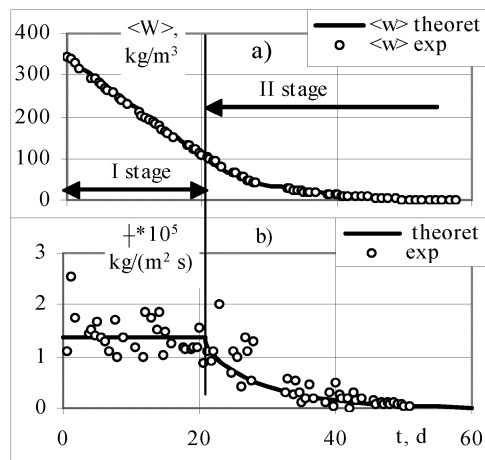 <W>,
kg/m³
a)
<w> theoret
<w> exp
400
300
200
100
0
II stage
I stage
┼*10⁵
kg/(m² s)
b)
theoret
exp
3
2
1
0
0 20 40 60
t, d